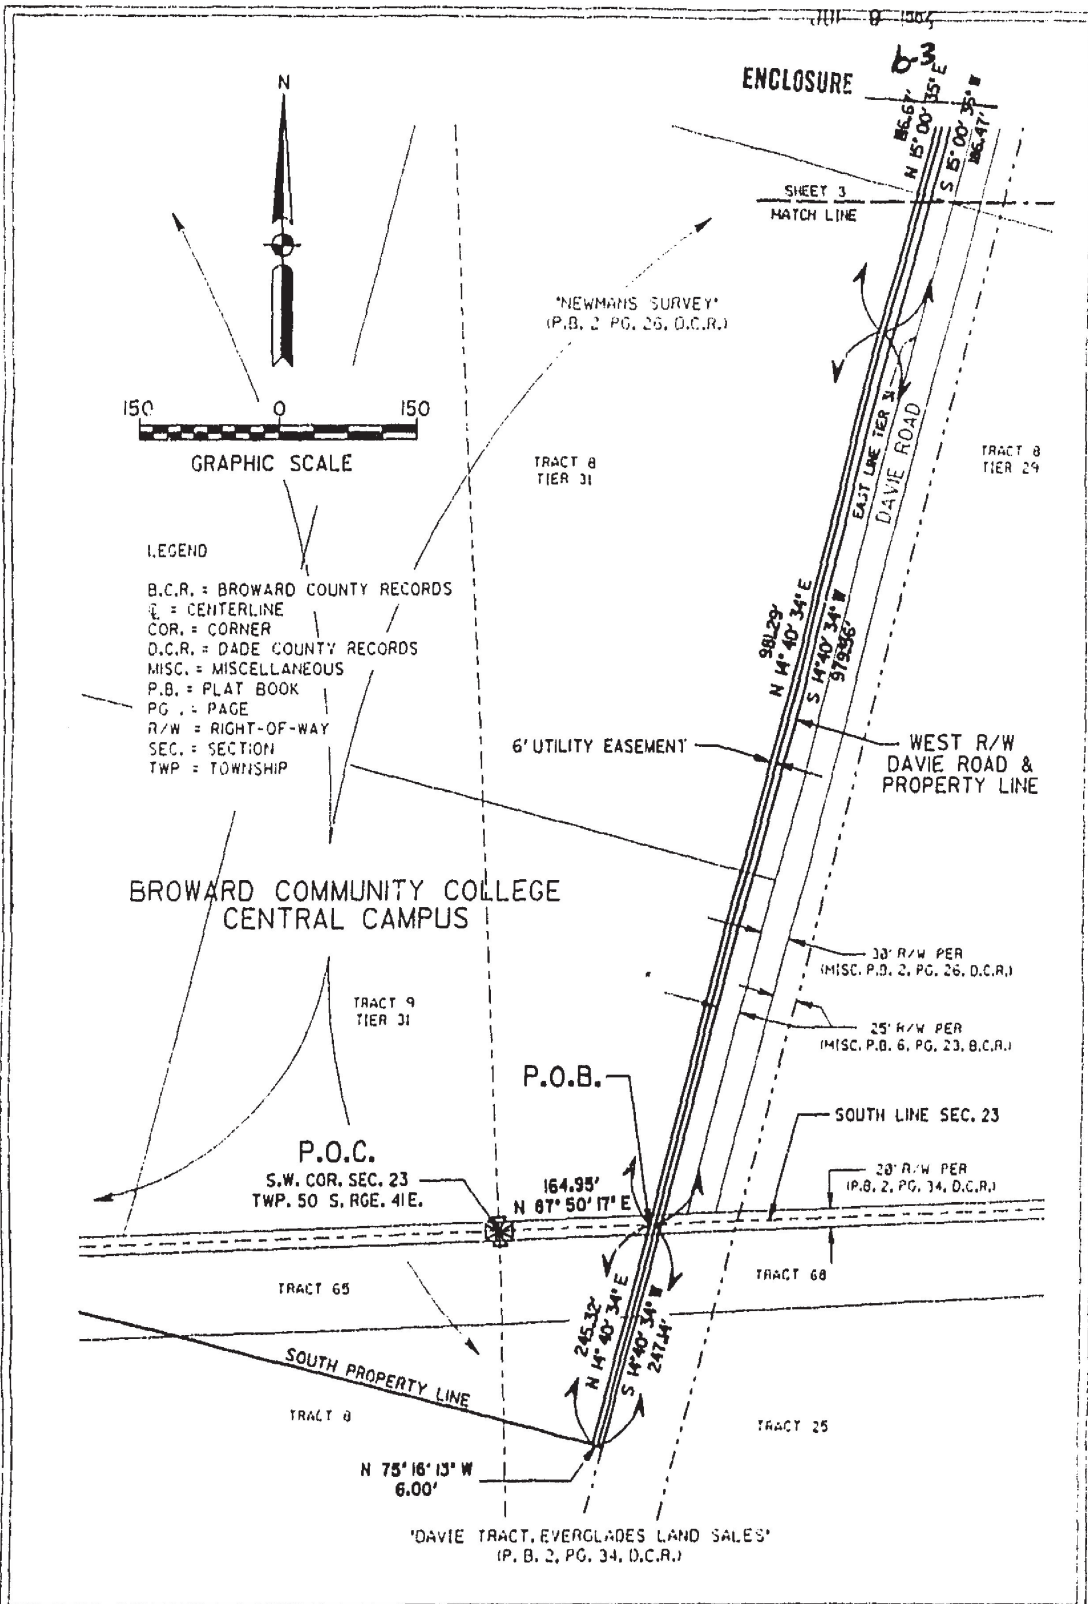 ENCLOSURE
b-3
186.67'
N 15° 00' 35" E
S 15° 00' 35" W
186.47'
SHEET 3
MATCH LINE
N
"NEWMANS SURVEY"
(P.B. 2 PG. 26, D.C.R.)
150 0 150
GRAPHIC SCALE
TRACT 8
TIER 31
EAST LINE TIER 31
DAVIE ROAD
TRACT 8
TIER 29
LEGEND
B.C.R. = BROWARD COUNTY RECORDS
℄ = CENTERLINE
COR. = CORNER
D.C.R. = DADE COUNTY RECORDS
MISC. = MISCELLANEOUS
P.B. = PLAT BOOK
PG . = PAGE
R/W = RIGHT-OF-WAY
SEC. = SECTION
TWP = TOWNSHIP
981.29'
N 14° 40' 34" E
S 14° 40' 34" W
6' UTILITY EASEMENT
WEST R/W
DAVIE ROAD &
PROPERTY LINE
BROWARD COMMUNITY COLLEGE
CENTRAL CAMPUS
30' R/W PER
(MISC. P.B. 2, PG. 26, D.C.R.)
TRACT 9
TIER 31
25' R/W PER
(MISC. P.B. 6, PG. 23, B.C.R.)
P.O.B.
SOUTH LINE SEC. 23
P.O.C.
S.W. COR. SEC. 23
TWP. 50 S. RGE. 41E.
164.95'
N 87° 50' 17" E
20' R/W PER
(P.B. 2, PG. 34, D.C.R.)
TRACT 65
TRACT 68
245.32'
N 14° 40' 34" E
S 14° 40' 34" W
247.14'
SOUTH PROPERTY LINE
TRACT 8
TRACT 25
N 75° 16' 13" W
6.00'
"DAVIE TRACT, EVERGLADES LAND SALES"
(P. B. 2, PG. 34, D.C.R.)